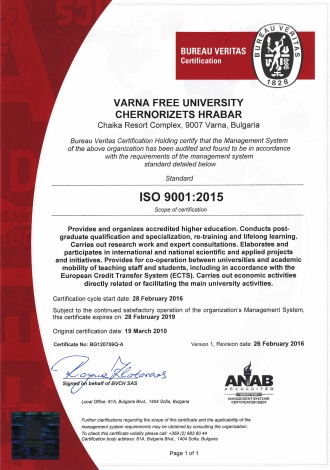 BUREAU VERITAS
Certification
BUREAU VERITAS
1828
VARNA FREE UNIVERSITY
CHERNORIZETS HRABAR
Chaika Resort Complex, 9007 Varna, Bulgaria
Bureau Veritas Certification Holding certify that the Management System
of the above organization has been audited and found to be in accordance
with the requirements of the management system
standard detailed below
Standard
ISO 9001:2015
Scope of certification
Provides and organizes accredited higher education. Conducts post-
graduate qualification and specialization, re-training and lifelong learning.
Carries out research work and expert consultations. Elaborates and
participates in international and national scientific and applied projects
and initiatives. Provides for co-operation between universities and academic
mobility of teaching staff and students, including in accordance with the
European Credit Transfer System (ECTS). Carries out economic activities
directly related or facilitating the main university activities.
Certification cycle start date: 28 February 2016
Subject to the continued satisfactory operation of the organization's Management System,
this certificate expires on: 28 February 2019
Original certification date: 19 March 2010
Certificate No: BG120706Q-A
Version 1, Revision date: 26 February 2016
Signed on behalf of BVCH SAS
ANAB
ACCREDITED
MANAGEMENT SYSTEMS
CERTIFICATION BODY
Local Office: 81A, Bulgaria Blvd., 1404 Sofia, Bulgaria
Further clarifications regarding the scope of this certificate and the applicability of the
management system requirements may be obtained by consulting the organization.
To check this certificate validity please call: +359 (2) 983 80 44
Certification body address: 81A, Bulgaria Blvd., 1404 Sofia, Bulgaria
Page 1 of 1